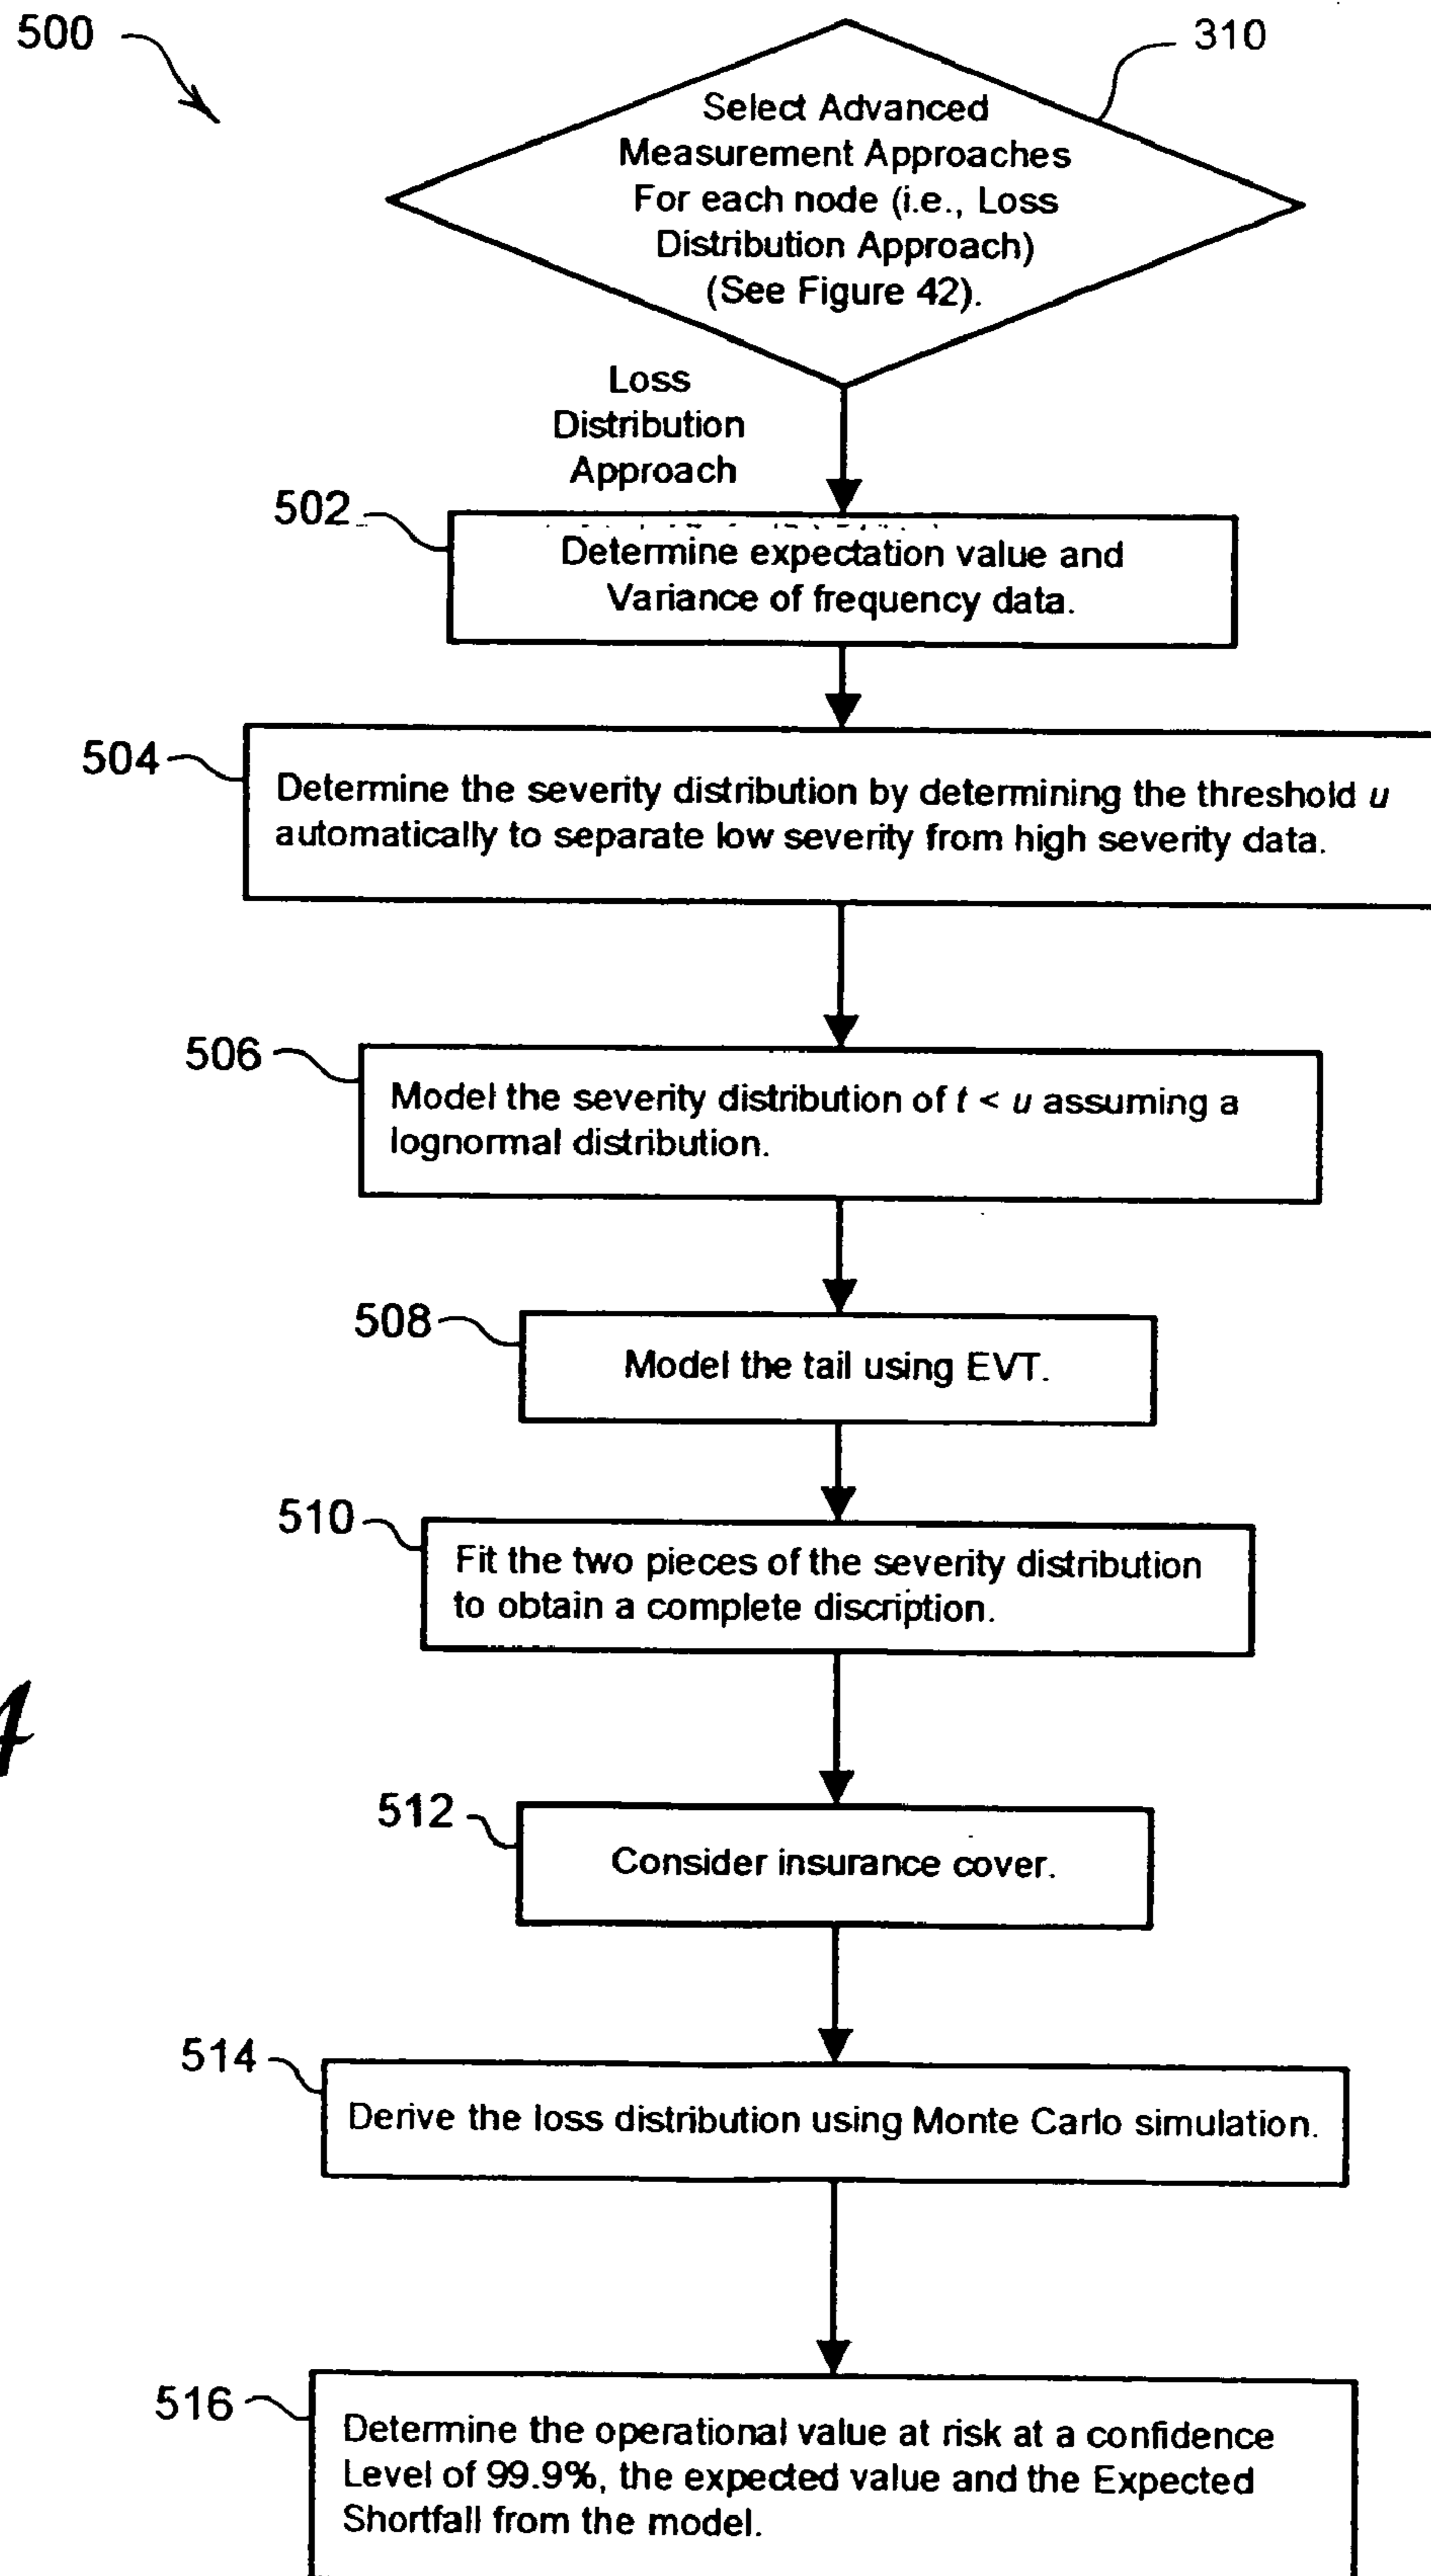 500
310
Select Advanced
Measurement Approaches
For each node (i.e., Loss
Distribution Approach)
(See Figure 42).
Loss
Distribution
Approach
502
Determine expectation value and
Variance of frequency data.
504
Determine the severity distribution by determining the threshold u
automatically to separate low severity from high severity data.
506
Model the severity distribution of t < u assuming a
lognormal distribution.
508
Model the tail using EVT.
510
Fit the two pieces of the severity distribution
to obtain a complete discription.
512
Consider insurance cover.
514
Derive the loss distribution using Monte Carlo simulation.
516
Determine the operational value at risk at a confidence
Level of 99.9%, the expected value and the Expected
Shortfall from the model.